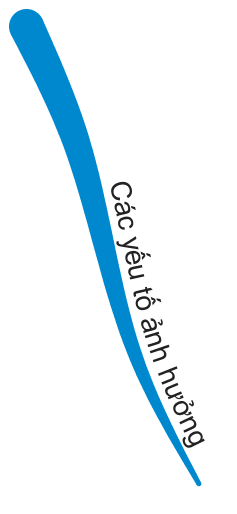 Các yếu tố ảnh hưởng